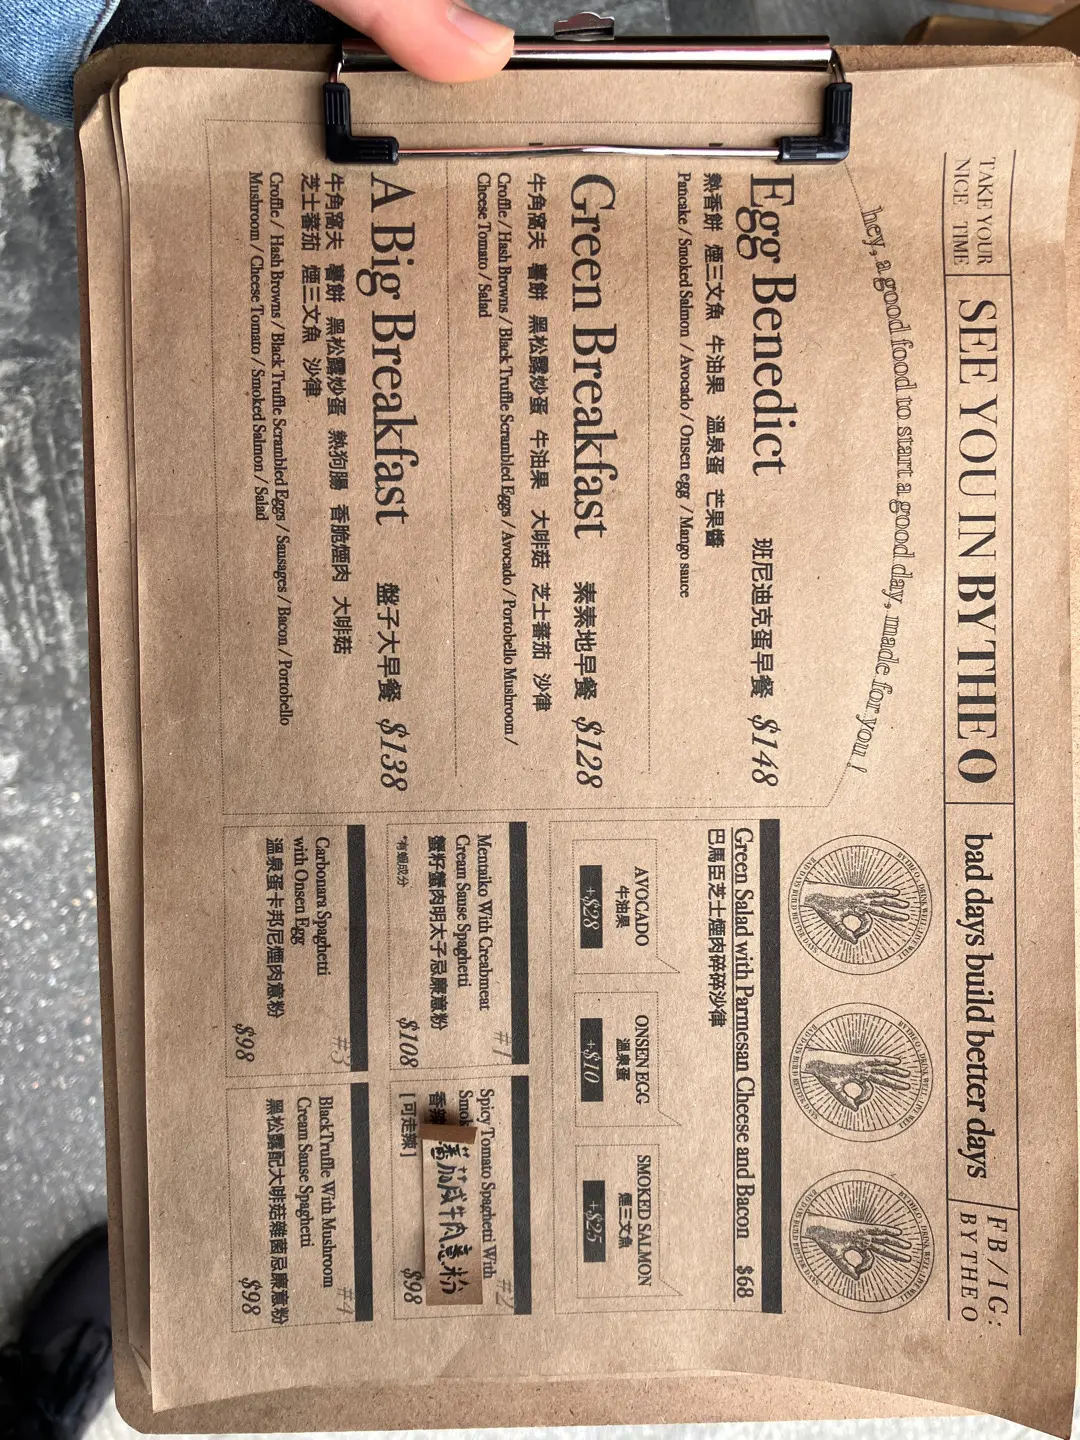 TAKE YOUR
NICE TIME
SEE YOU IN BY THE O
bad days build better days
FB/IG:
BY THE O
hey, a good food to start a good day, made for you !
Egg Benedict 班尼迪克蛋早餐 $148
熱香餅 煙三文魚 牛油果 溫泉蛋 芒果醬
Pancake / Smoked Salmon / Avocado / Onsen egg / Mango sauce
Green Breakfast 素素地早餐 $128
牛角窩夫 薯餅 黑松露炒蛋 牛油果 大啡菇 芝士蕃茄 沙律
Croffle / Hash Browns / Black Truffle Scrambled Eggs / Avocado / Portobello Mushroom /
Cheese Tomato / Salad
A Big Breakfast 盤子大早餐 $138
牛角窩夫 薯餅 黑松露炒蛋 熱狗腸 香脆煙肉 大啡菇
芝士蕃茄 煙三文魚 沙律
Croffle / Hash Browns / Black Truffle Scrambled Eggs / Sausages / Bacon / Portobello
Mushroom / Cheese Tomato / Smoked Salmon / Salad
Green Salad with Parmesan Cheese and Bacon $68
巴馬臣芝士煙肉碎碎沙律
AVOCADO
牛油果
+$28
ONSEN EGG
溫泉蛋
+$10
SMOKED SALMON
煙三文魚
+$25
#1
Mentaiko With Creabmeat
Cream Sause Spaghetti
蟹籽蟹肉明太子忌廉意粉
*有蝦成分
$108
#2
Spicy Tomato Spaghetti With
Smok
香辣蕃茄咸牛肉意粉
[可走辣]
$98
#3
Carbonara Spaghetti
with Onsen Egg
溫泉蛋卡邦尼煙肉意粉
$98
#4
BlackTruffle With Mushroom
Cream Sause Spaghetti
黑松露配大啡菇雜菌忌廉意粉
$98